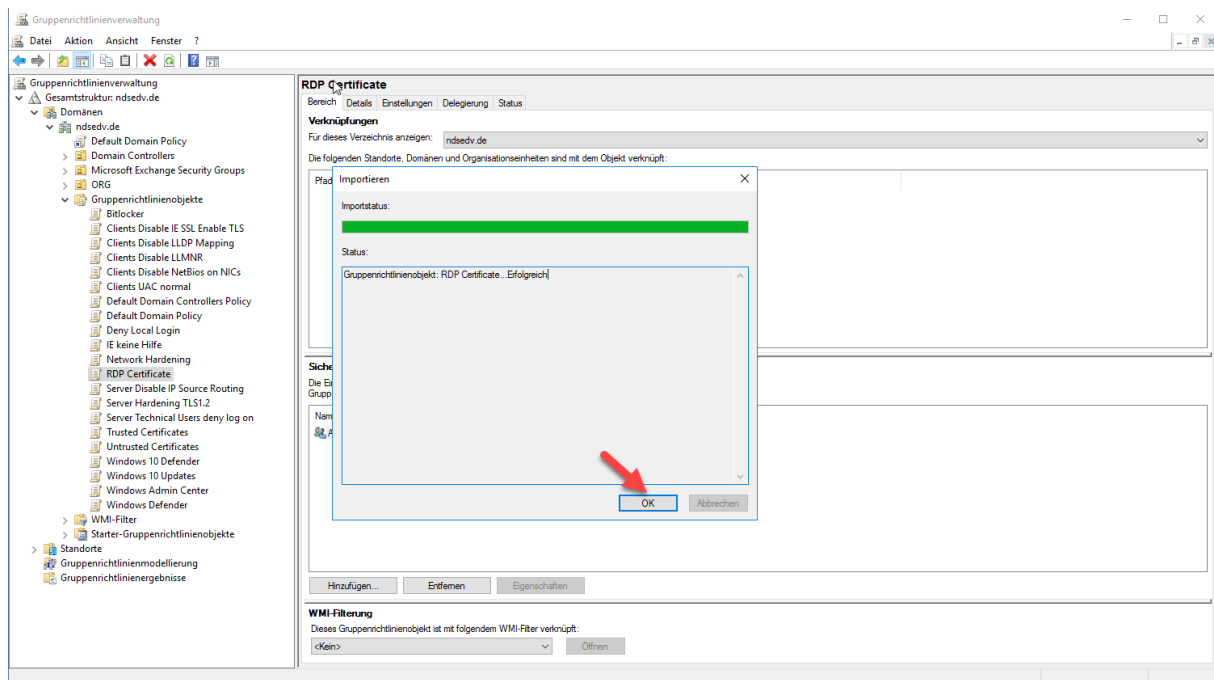 Gruppenrichtlinienverwaltung
Datei Aktion Ansicht Fenster ?
Gruppenrichtlinienverwaltung
Gesamtstruktur: ndsedv.de
Domänen
ndsedv.de
Default Domain Policy
Domain Controllers
Microsoft Exchange Security Groups
ORG
Gruppenrichtlinienobjekte
Bitlocker
Clients Disable IE SSL Enable TLS
Clients Disable LLDP Mapping
Clients Disable LLMNR
Clients Disable NetBios on NICs
Clients UAC normal
Default Domain Controllers Policy
Default Domain Policy
Deny Local Login
IE keine Hilfe
Network Hardening
RDP Certificate
Server Disable IP Source Routing
Server Hardening TLS1.2
Server Technical Users deny log on
Trusted Certificates
Untrusted Certificates
Windows 10 Defender
Windows 10 Updates
Windows Admin Center
Windows Defender
WMI-Filter
Starter-Gruppenrichtlinienobjekte
Standorte
Gruppenrichtlinienmodellierung
Gruppenrichtlinienergebnisse
RDP Certificate
Bereich Details Einstellungen Delegierung Status
Verknüpfungen
Für dieses Verzeichnis anzeigen: ndsedv.de
Die folgenden Standorte, Domänen und Organisationseinheiten sind mit dem Objekt verknüpft:
Pfad
Importieren
Importstatus:
Status:
Gruppenrichtlinienobjekt: RDP Certificate...Erfolgreich
OK Abbrechen
Siche
Die Ei
Grupp
Nam
A
Hinzufügen... Entfernen Eigenschaften
WMI-Filterung
Dieses Gruppenrichtlinienobjekt ist mit folgendem WMI-Filter verknüpft:
<Kein> Öffnen